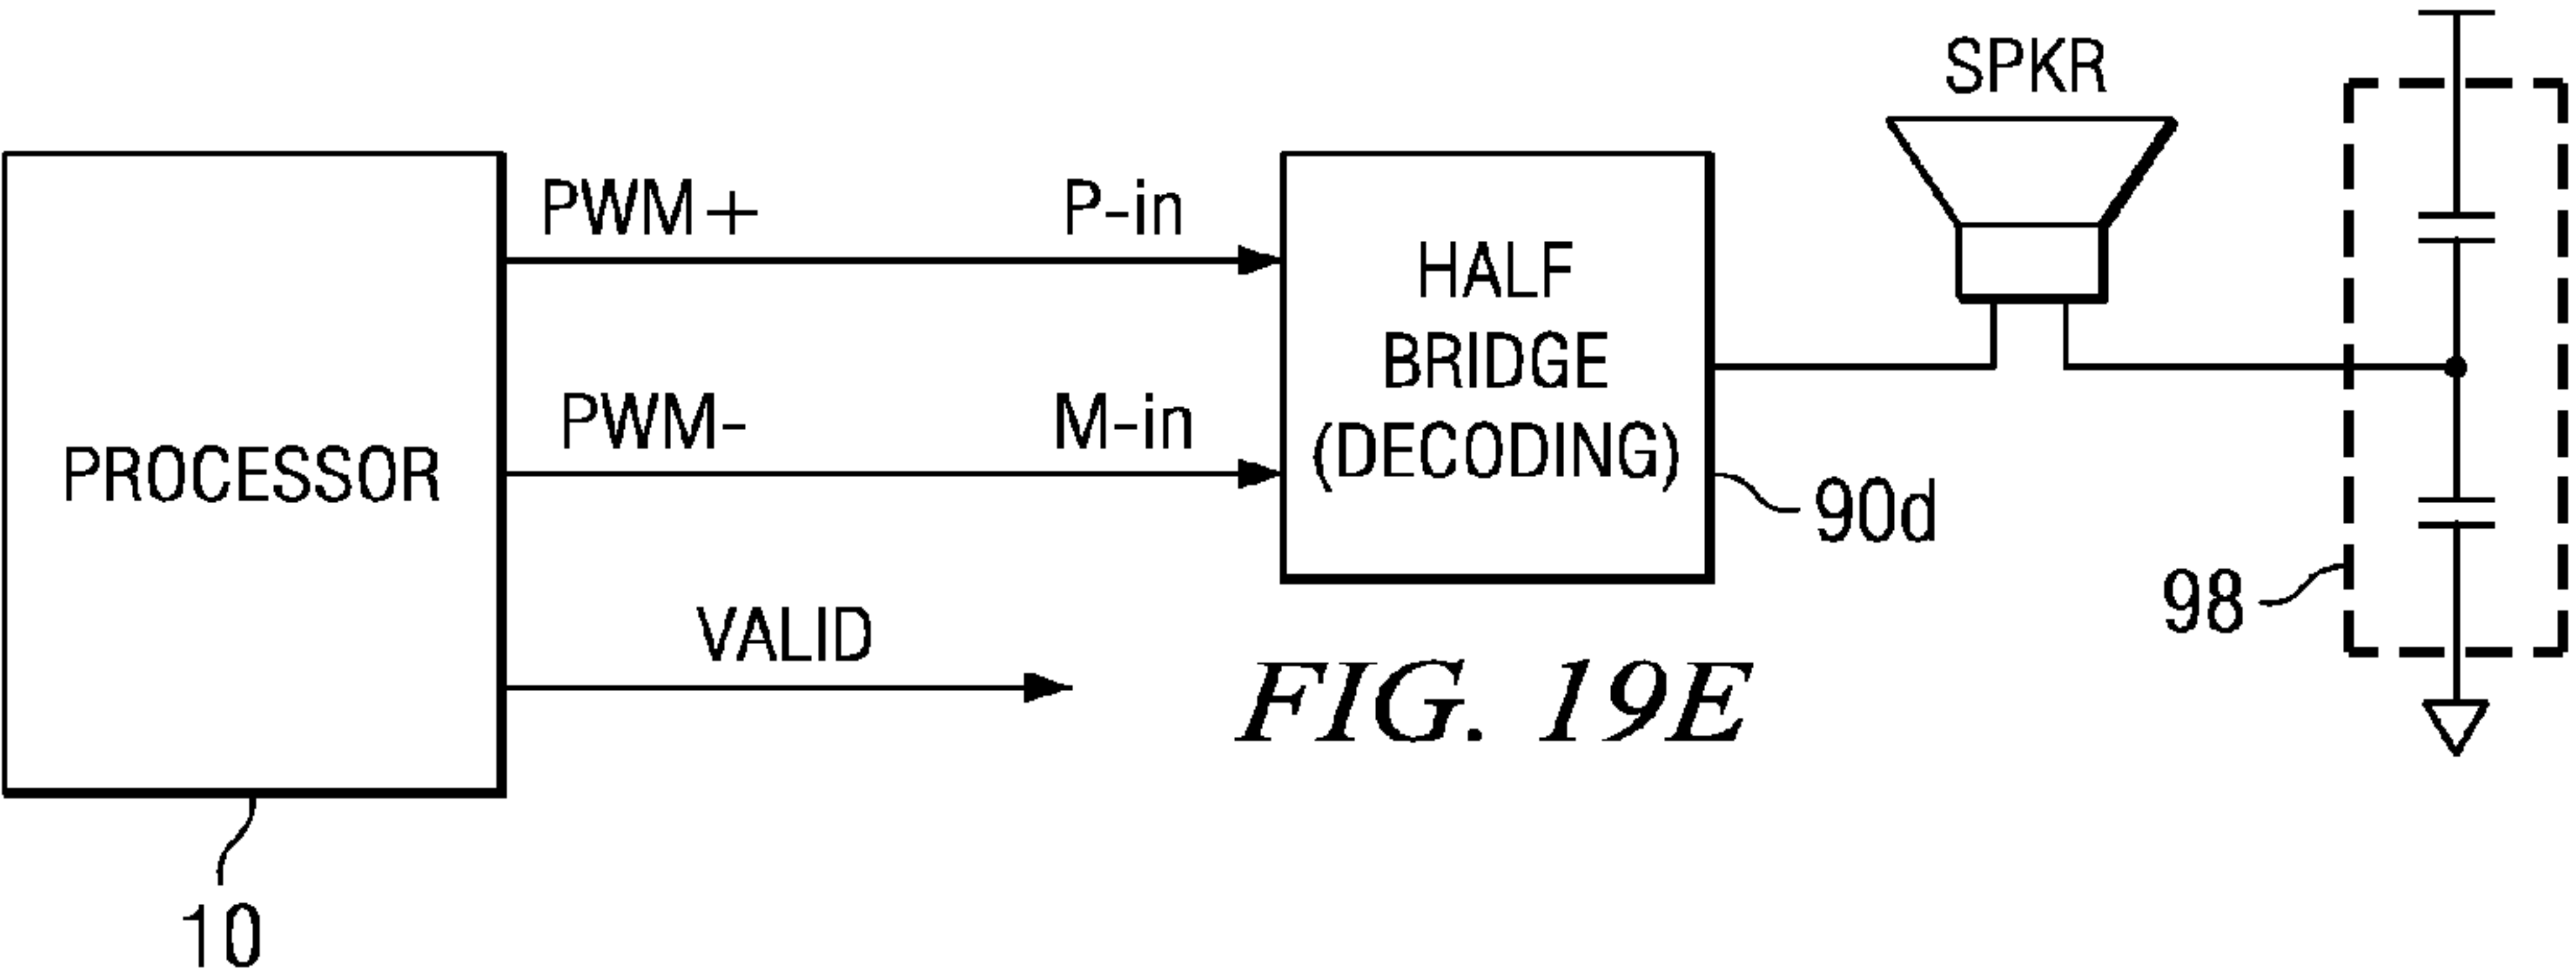 SPKR
PWM+
P-in
HALF
BRIDGE
(DECODING)
PWM-
M-in
PROCESSOR
90d
98
VALID
FIG. 19E
10